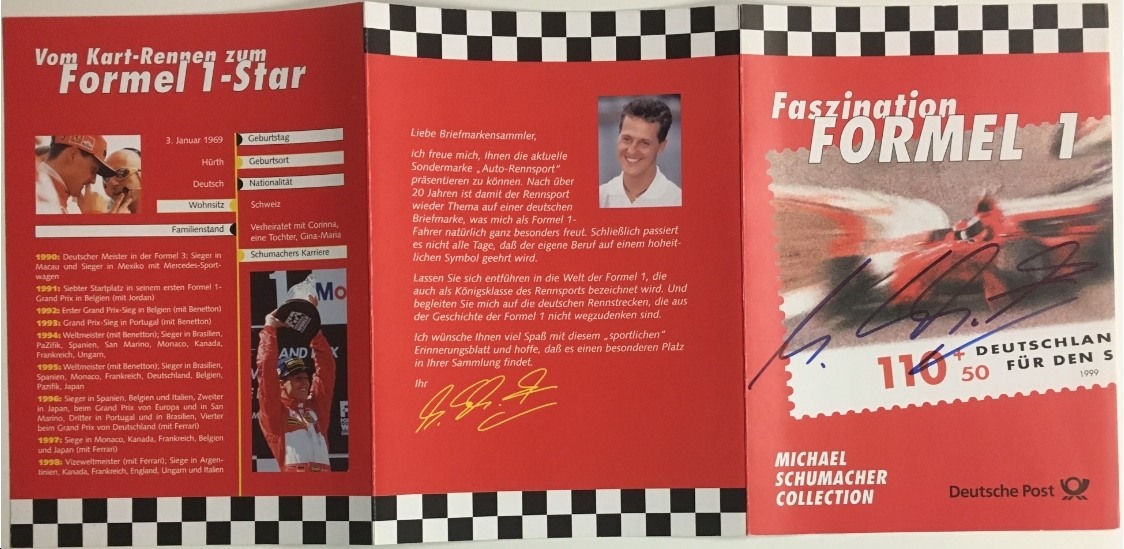 Vom Kart-Rennen zum
Formel 1-Star
3. Januar 1969 Geburtstag
Hürth Geburtsort
Deutsch Nationalität
Wohnsitz Schweiz
Familienstand Verheiratet mit Corinna,
eine Tochter, Gina-Maria
Schumachers Karriere
1990: Deutscher Meister in der Formel 3; Sieger in
Macau und Sieger in Mexiko mit Mercedes-Sport-
wagen
1991: Siebter Startplatz in seinem ersten Formel 1-
Grand Prix in Belgien (mit Jordan)
1992: Erster Grand Prix-Sieg in Belgien (mit Benetton)
1993: Grand Prix-Sieg in Portugal (mit Benetton)
1994: Weltmeister (mit Benetton); Sieger in Brasilien,
PaZifik, Spanien, San Marino, Monaco, Kanada,
Frankreich, Ungarn,
1995: Weltmeister (mit Benetton); Sieger in Brasilien,
Spanien, Monaco, Frankreich, Deutschland, Belgien,
Pazifik, Japan
1996: Sieger in Spanien, Belgien und Italien, Zweiter
in Japan, beim Grand Prix von Europa und in San
Marino, Dritter in Portugal und in Brasilien, Vierter
beim Grand Prix von Deutschland (mit Ferrari)
1997: Siege in Monaco, Kanada, Frankreich, Belgien
und Japan (mit Ferrari)
1998: Vizeweltmeister (mit Ferrari); Siege in Argen-
tinien, Kanada, Frankreich, England, Ungarn und Italien
Liebe Briefmarkensammler,
ich freue mich, Ihnen die aktuelle
Sondermarke „Auto-Rennsport"
präsentieren zu können. Nach über
20 Jahren ist damit der Rennsport
wieder Thema auf einer deutschen
Briefmarke, was mich als Formel 1-
Fahrer natürlich ganz besonders freut. Schließlich passiert
es nicht alle Tage, daß der eigene Beruf auf einem hoheit-
lichen Symbol geehrt wird.
Lassen Sie sich entführen in die Welt der Formel 1, die
auch als Königsklasse des Rennsports bezeichnet wird. Und
begleiten Sie mich auf die deutschen Rennstrecken, die aus
der Geschichte der Formel 1 nicht wegzudenken sind.
Ich wünsche Ihnen viel Spaß mit diesem „sportlichen"
Erinnerungsblatt und hoffe, daß es einen besonderen Platz
in Ihrer Sammlung findet.
Ihr
Faszination
FORMEL 1
110 + 50 DEUTSCHLAN
FÜR DEN S
1999
MICHAEL
SCHUMACHER
COLLECTION
Deutsche Post